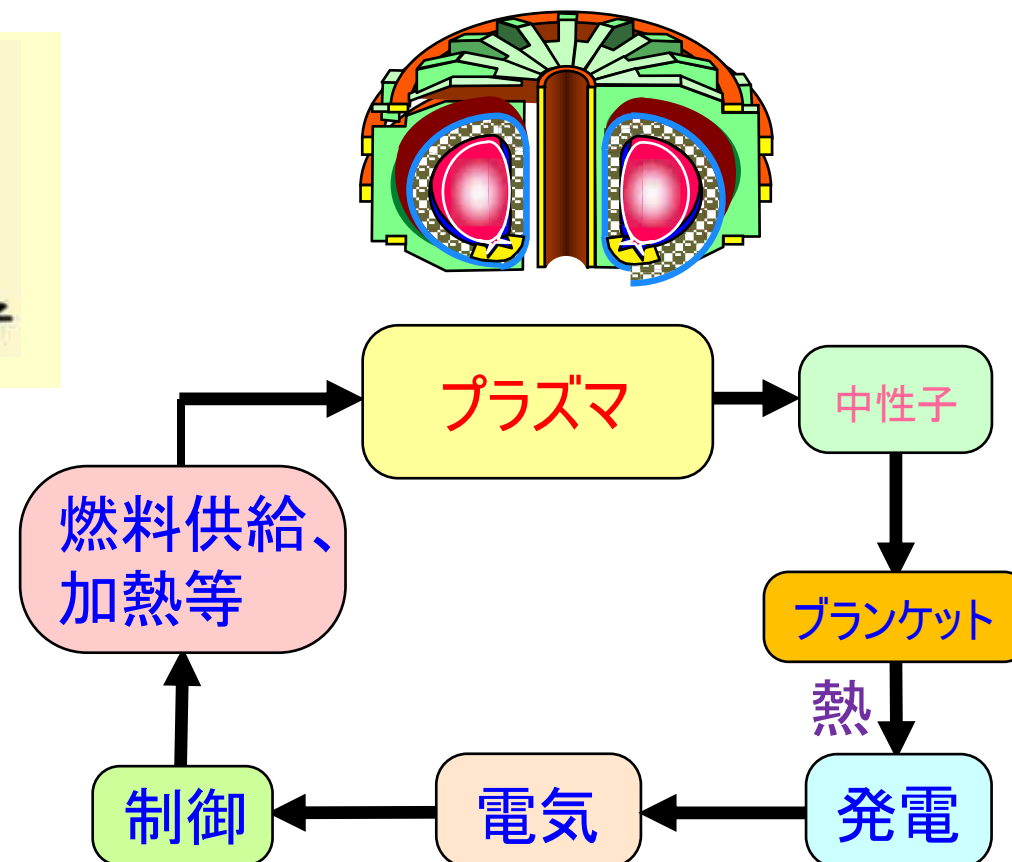 プラズマ
中性子
燃料供給、
加熱等
ブランケット
熱
制御
電気
発電